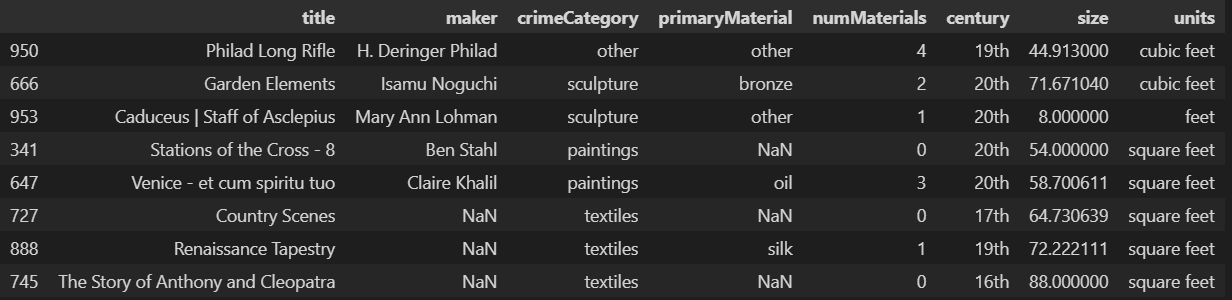 title maker crimeCategory primaryMaterial numMaterials century size units
950 Philad Long Rifle H. Deringer Philad other other 4 19th 44.913000 cubic feet
666 Garden Elements Isamu Noguchi sculpture bronze 2 20th 71.671040 cubic feet
953 Caduceus | Staff of Asclepius Mary Ann Lohman sculpture other 1 20th 8.000000 feet
341 Stations of the Cross - 8 Ben Stahl paintings NaN 0 20th 54.000000 square feet
647 Venice - et cum spiritu tuo Claire Khalil paintings oil 3 20th 58.700611 square feet
727 Country Scenes NaN textiles NaN 0 17th 64.730639 square feet
888 Renaissance Tapestry NaN textiles silk 1 19th 72.222111 square feet
745 The Story of Anthony and Cleopatra NaN textiles NaN 0 16th 88.000000 square feet